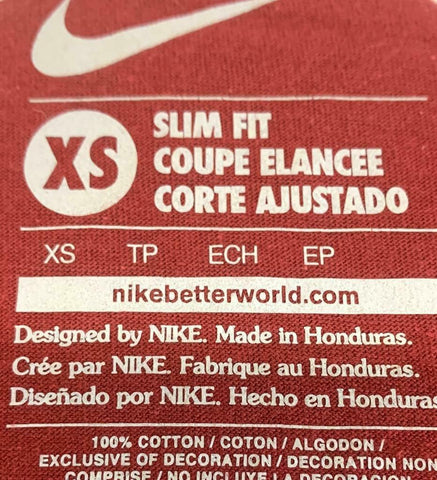 XS
SLIM FIT
COUPE ELANCEE
CORTE AJUSTADO
XS TP ECH EP
nikebetterworld.com
Designed by NIKE. Made in Honduras.
Crée par NIKE. Fabrique au Honduras.
Diseñado por NIKE. Hecho en Honduras
100% COTTON / COTON / ALGODON /
EXCLUSIVE OF DECORATION / DECORATION NON
COMPRISE / NO INCLUYE LA DECORACION